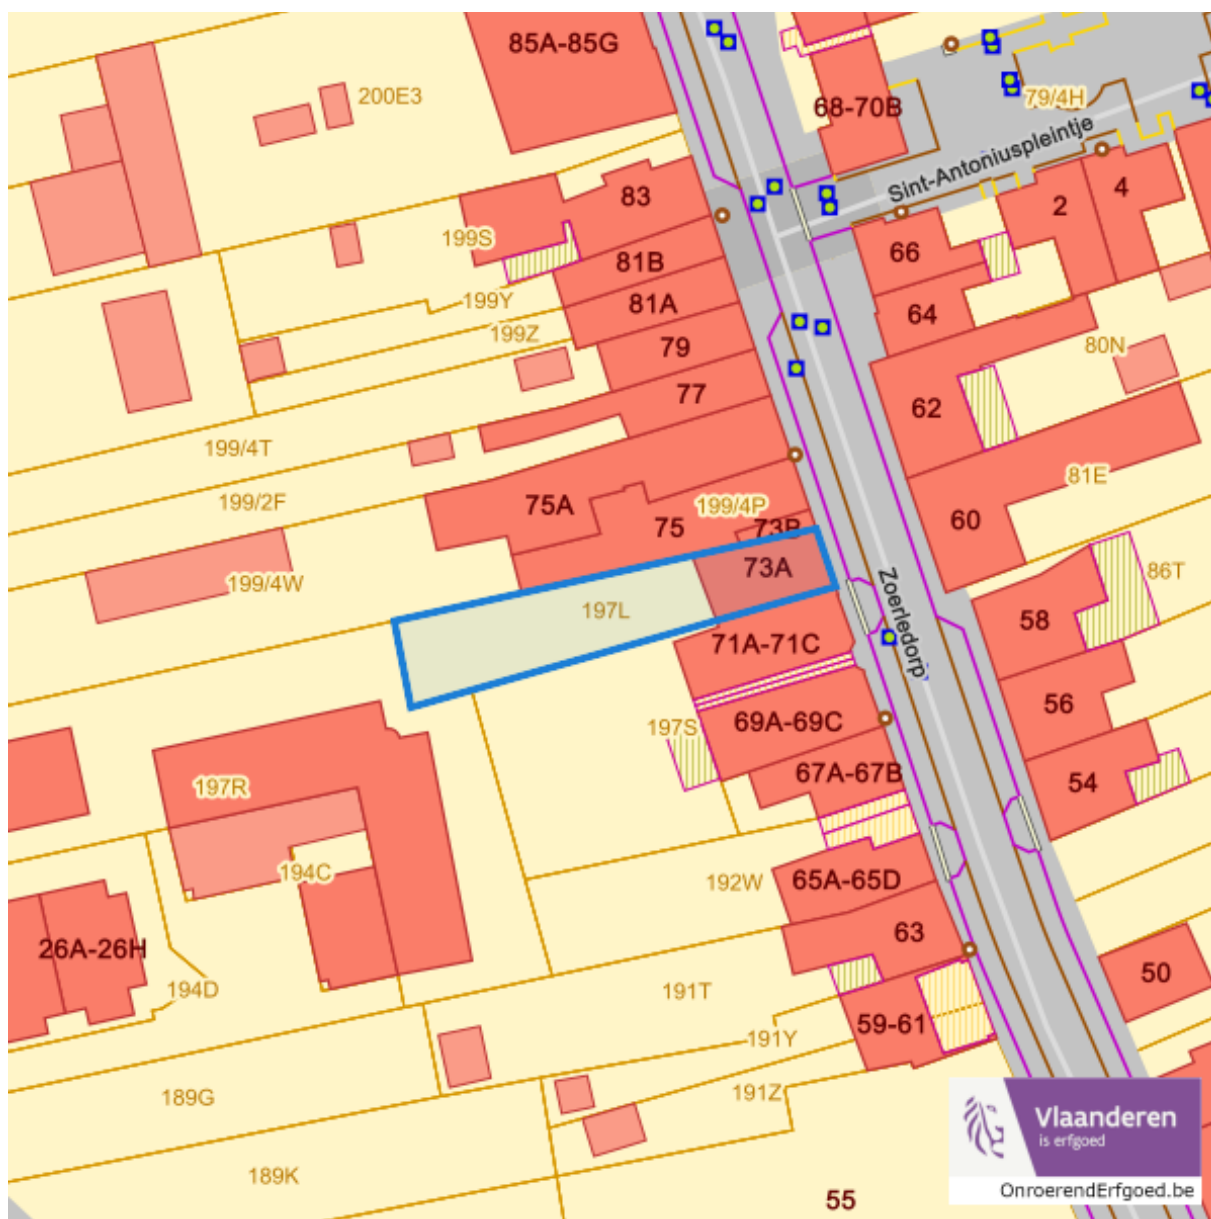 85A-85G
200E3
68-70B
79/4H
Sint-Antoniuspleintje
83
2
4
199S
81B
66
199Y
81A
64
199Z
79
80N
77
62
199/4T
199/2F
75A
199/4P
81E
75
73B
60
199/4W
73A
86T
197L
Zoerledorp
58
71A-71C
56
197S
69A-69C
67A-67B
54
197R
194C
192W
65A-65D
63
26A-26H
50
194D
191T
59-61
191Y
189G
191Z
Vlaanderen
is erfgoed
189K
OnroerendErfgoed.be
55